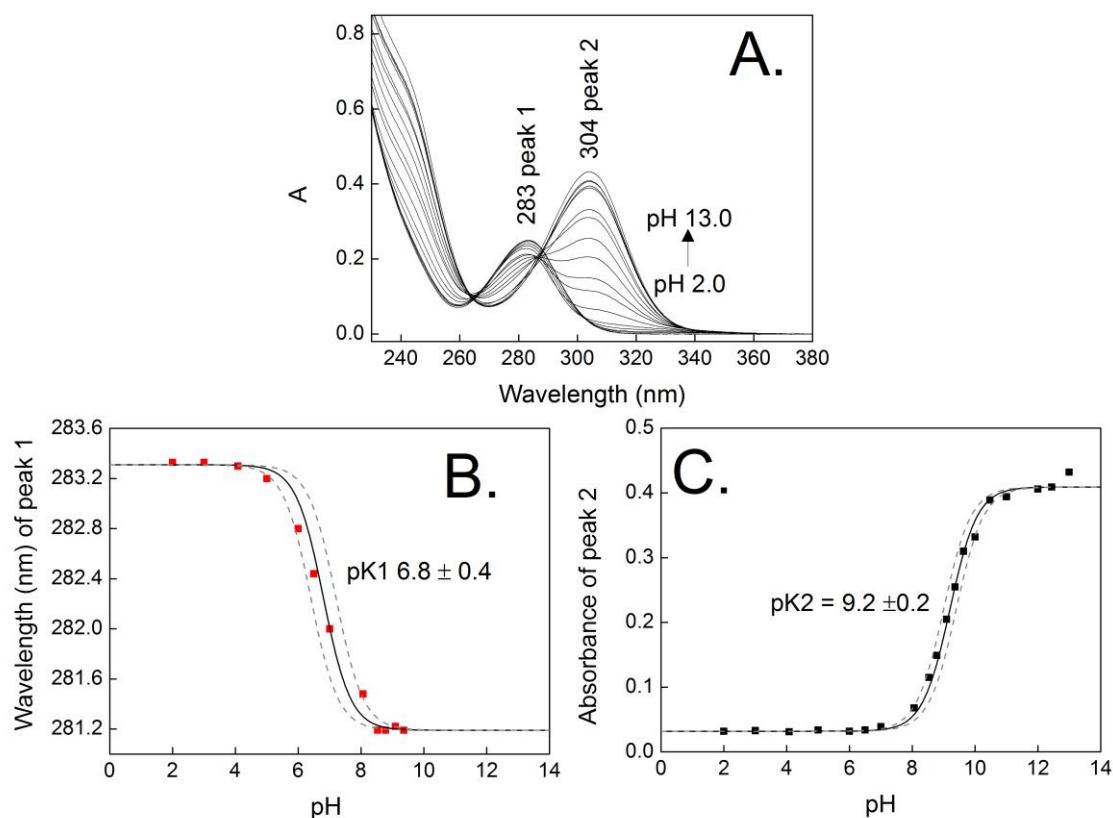 A.
283 peak 1
304 peak 2
pH 13.0
pH 2.0
A
0.8
0.6
0.4
0.2
0.0
240 260 280 300 320 340 360 380
Wavelength (nm)
B.
pK1 6.8 ± 0.4
Wavelength (nm) of peak 1
283.6
283.2
282.8
282.4
282.0
281.6
281.2
0 2 4 6 8 10 12 14
pH
C.
pK2 = 9.2 ±0.2
Absorbance of peak 2
0.5
0.4
0.3
0.2
0.1
0.0
0 2 4 6 8 10 12 14
pH